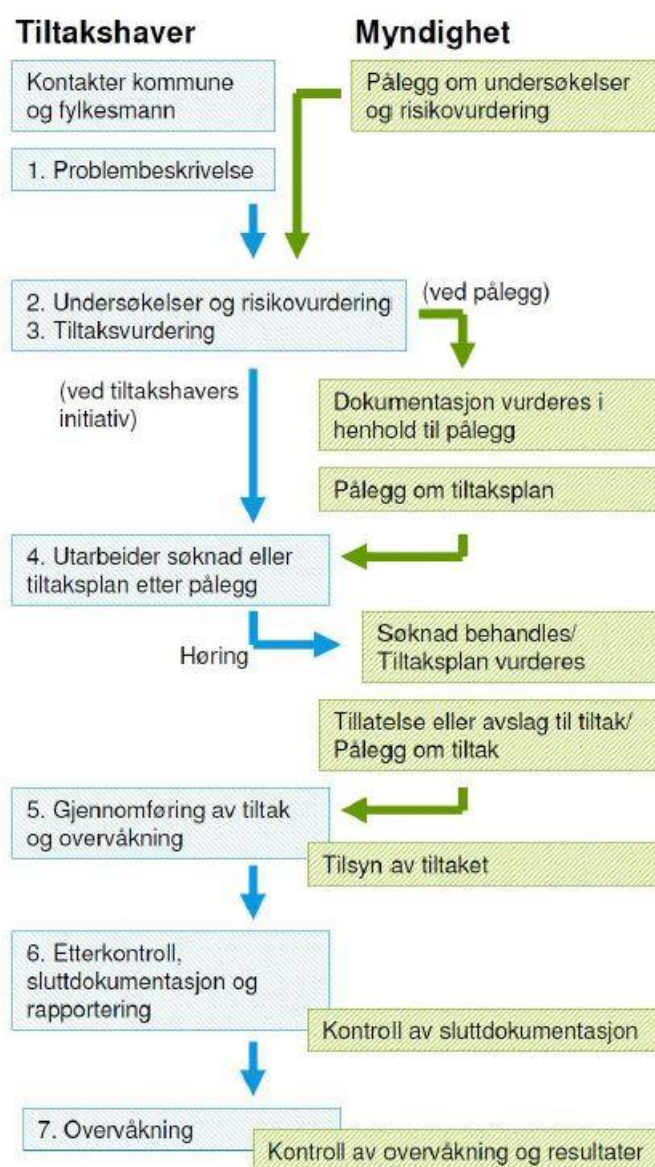 Tiltakshaver
Myndighet
Kontakter kommune
og fylkesmann
Pålegg om undersøkelser
og risikovurdering
1. Problembeskrivelse
2. Undersøkelser og risikovurdering
3. Tiltaksvurdering
(ved pålegg)
(ved tiltakshavers
initiativ)
Dokumentasjon vurderes i
henhold til pålegg
Pålegg om tiltaksplan
4. Utarbeider søknad eller
tiltaksplan etter pålegg
Høring
Søknad behandles/
Tiltaksplan vurderes
Tillatelse eller avslag til tiltak/
Pålegg om tiltak
5. Gjennomføring av tiltak
og overvåkning
Tilsyn av tiltaket
6. Etterkontroll,
sluttdokumentasjon og
rapportering
Kontroll av sluttdokumentasjon
7. Overvåkning
Kontroll av overvåkning og resultater